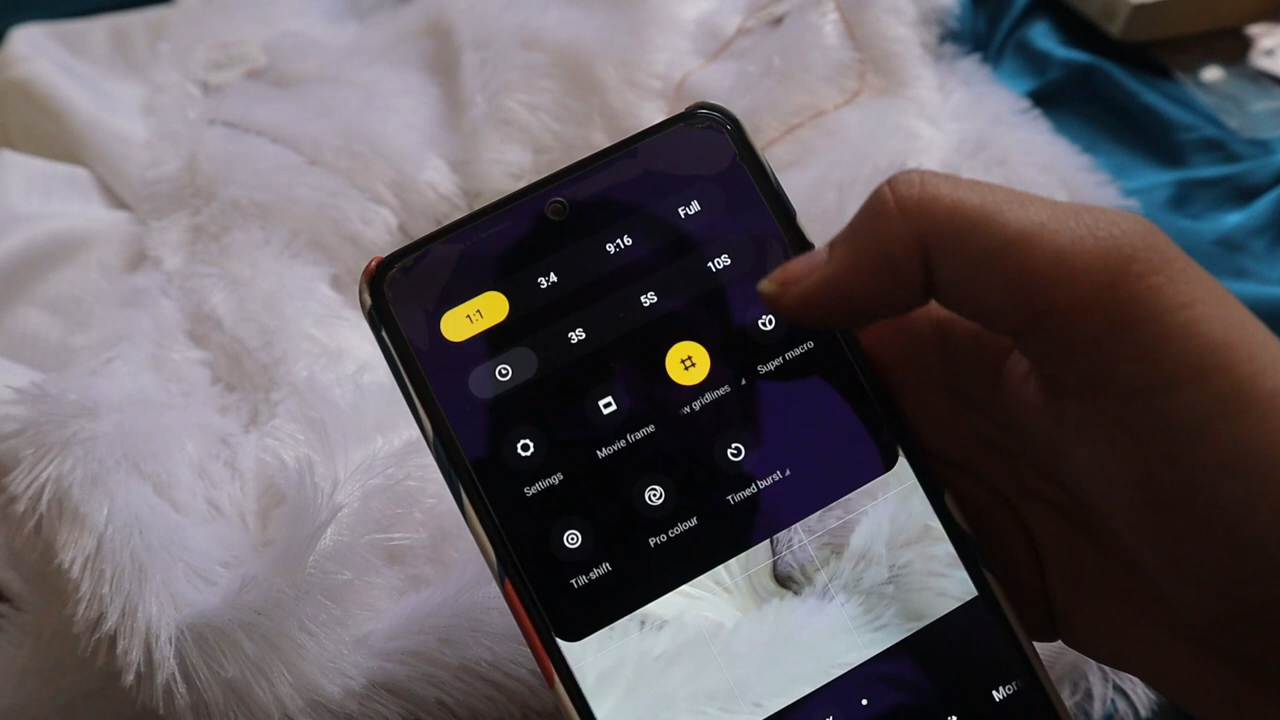 1:1 3:4 9:16 Full
3S 5S 10S
Settings Movie frame w gridlines Super macro
Tilt-shift Pro colour Timed burst
Mor